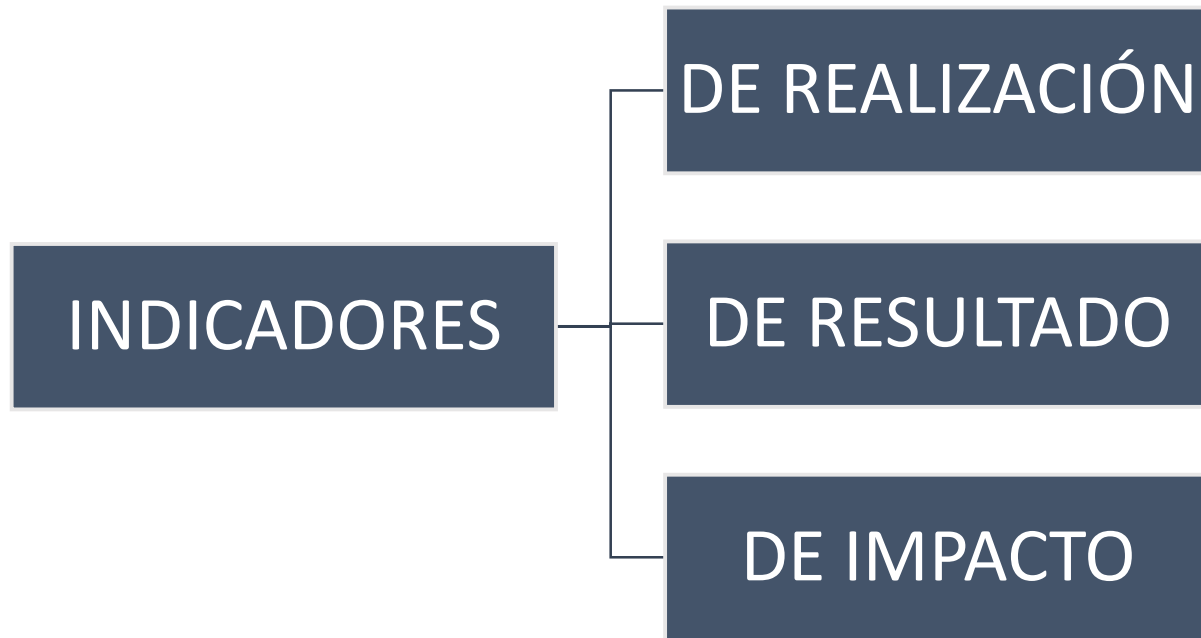 INDICADORES
DE REALIZACIÓN
DE RESULTADO
DE IMPACTO